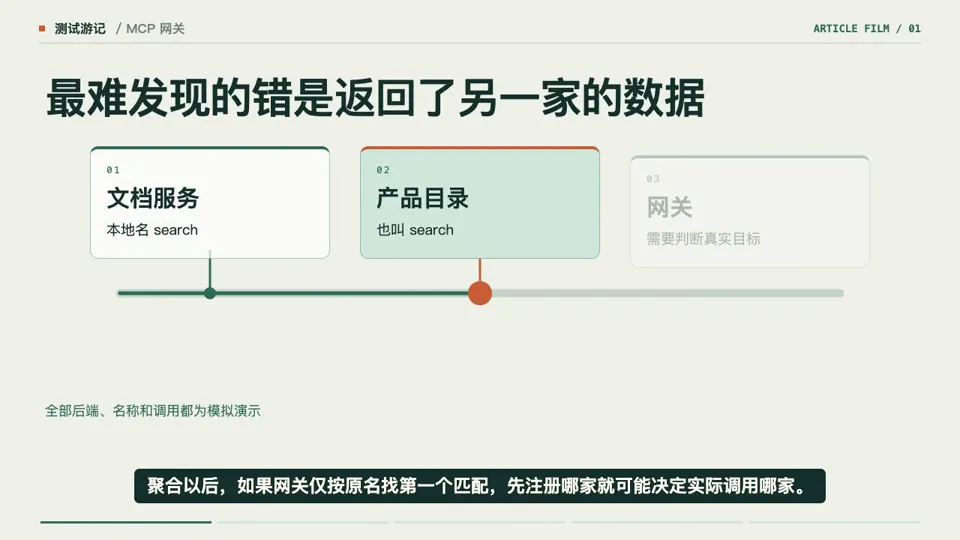 测试游记 / MCP 网关
ARTICLE FILM / 01
最难发现的错是返回了另一家的数据
01
文档服务
本地名 search
02
产品目录
也叫 search
03
网关
需要判断真实目标
全部后端、名称和调用都为模拟演示
聚合以后，如果网关仅按原名找第一个匹配，先注册哪家就可能决定实际调用哪家。